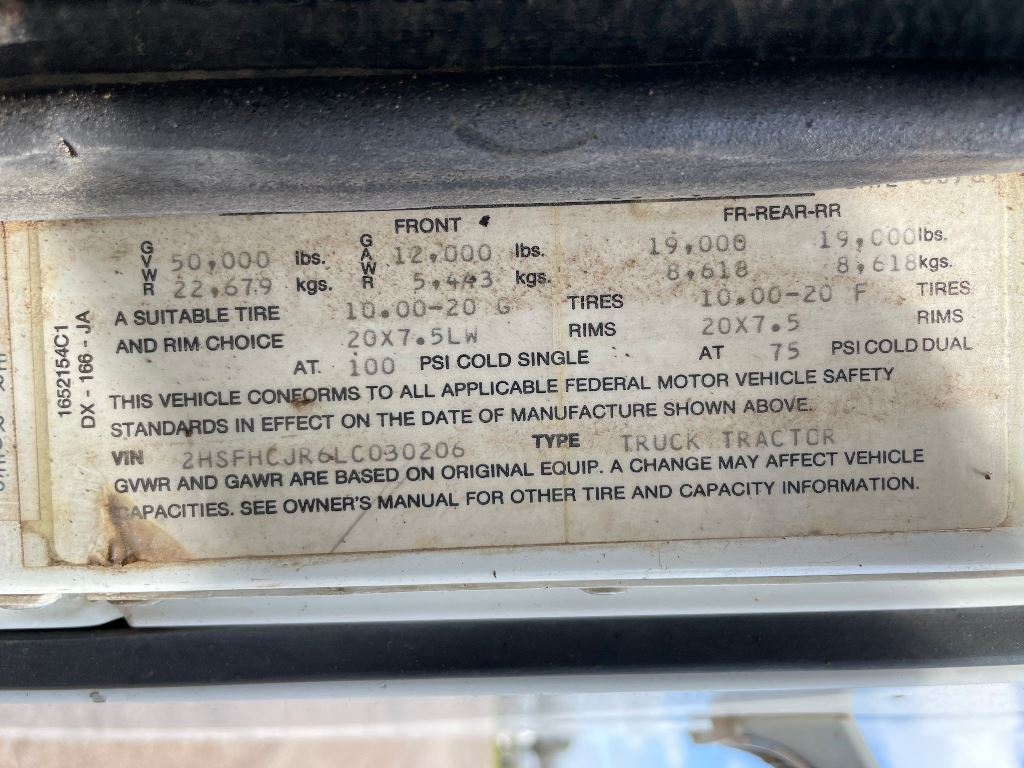 FRONT FR-REAR-RR
GVWR 50,000 lbs. GAWR 12,000 lbs. 19,000 19,000 lbs.
22,679 kgs. 5,443 kgs. 8,618 8,618 kgs.
A SUITABLE TIRE 10.00-20 G TIRES 10.00-20 F TIRES
AND RIM CHOICE 20X7.5LW RIMS 20X7.5 RIMS
AT 100 PSI COLD SINGLE AT 75 PSI COLD DUAL
THIS VEHICLE CONFORMS TO ALL APPLICABLE FEDERAL MOTOR VEHICLE SAFETY
STANDARDS IN EFFECT ON THE DATE OF MANUFACTURE SHOWN ABOVE.
VIN 2HSFHCJR6LC030206 TYPE TRUCK TRACTOR
GVWR AND GAWR ARE BASED ON ORIGINAL EQUIP. A CHANGE MAY AFFECT VEHICLE
CAPACITIES. SEE OWNER'S MANUAL FOR OTHER TIRE AND CAPACITY INFORMATION.
1652154C1
DX - 166 - JA